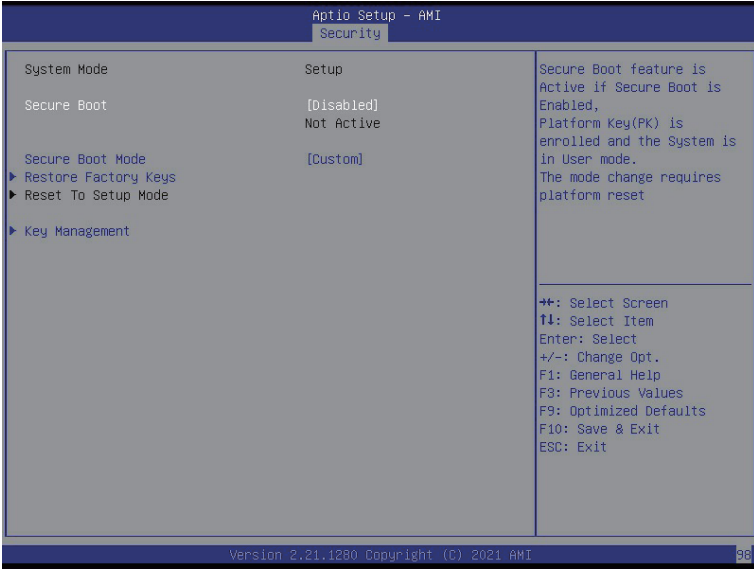 Aptio Setup - AMI
Security
System Mode Setup
Secure Boot [Disabled]
Not Active
Secure Boot Mode [Custom]
▶ Restore Factory Keys
▶ Reset To Setup Mode
▶ Key Management
Secure Boot feature is
Active if Secure Boot is
Enabled,
Platform Key(PK) is
enrolled and the System is
in User mode.
The mode change requires
platform reset
→←: Select Screen
↑↓: Select Item
Enter: Select
+/-: Change Opt.
F1: General Help
F3: Previous Values
F9: Optimized Defaults
F10: Save & Exit
ESC: Exit
Version 2.21.1280 Copyright (C) 2021 AMI
98